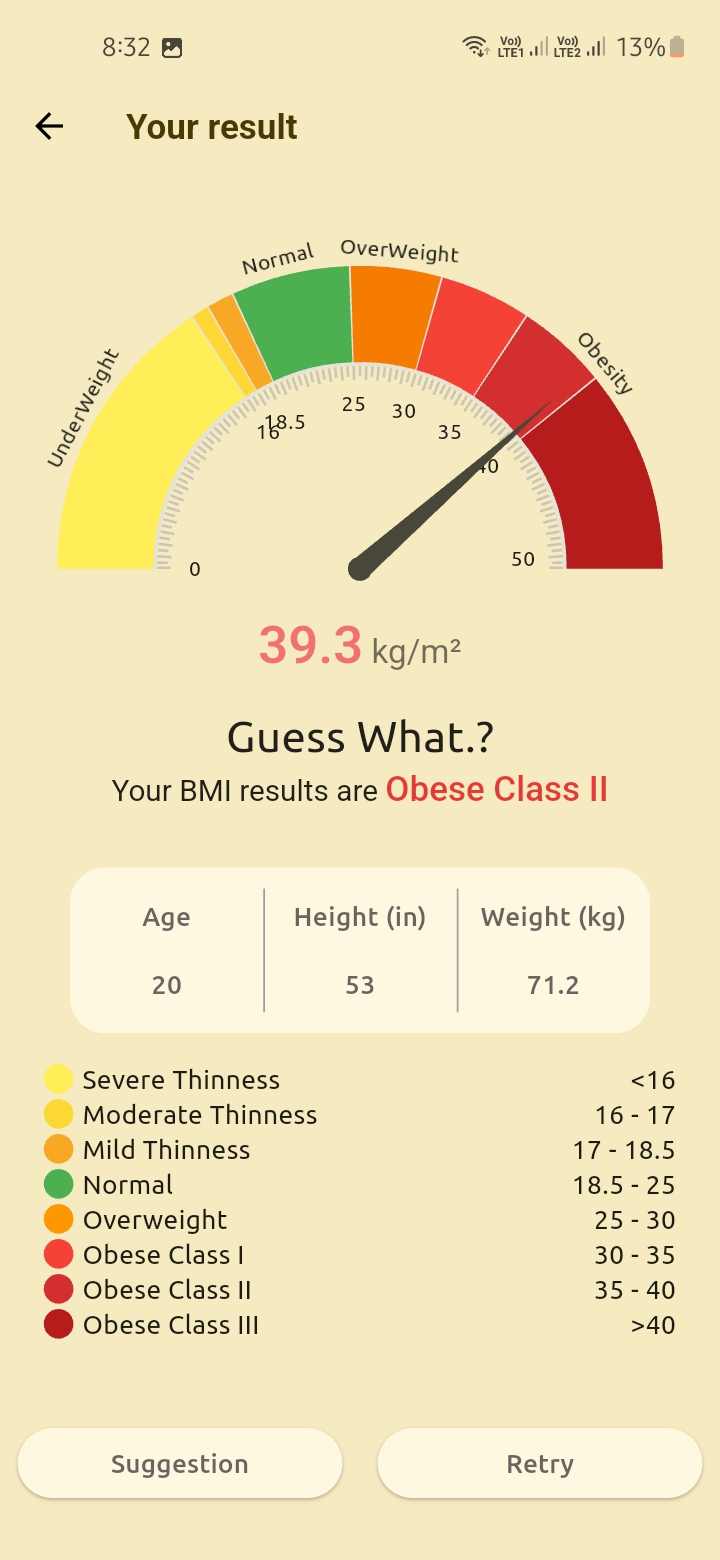 8:32 Vo)) LTE1 Vo)) LTE2 13%
Your result
Normal OverWeight
UnderWeight Obesity
0 16 18.5 25 30 35 40 50
39.3 kg/m²
Guess What.?
Your BMI results are Obese Class II
Age Height (in) Weight (kg)
20 53 71.2
Severe Thinness <16
Moderate Thinness 16 - 17
Mild Thinness 17 - 18.5
Normal 18.5 - 25
Overweight 25 - 30
Obese Class I 30 - 35
Obese Class II 35 - 40
Obese Class III >40
Suggestion Retry